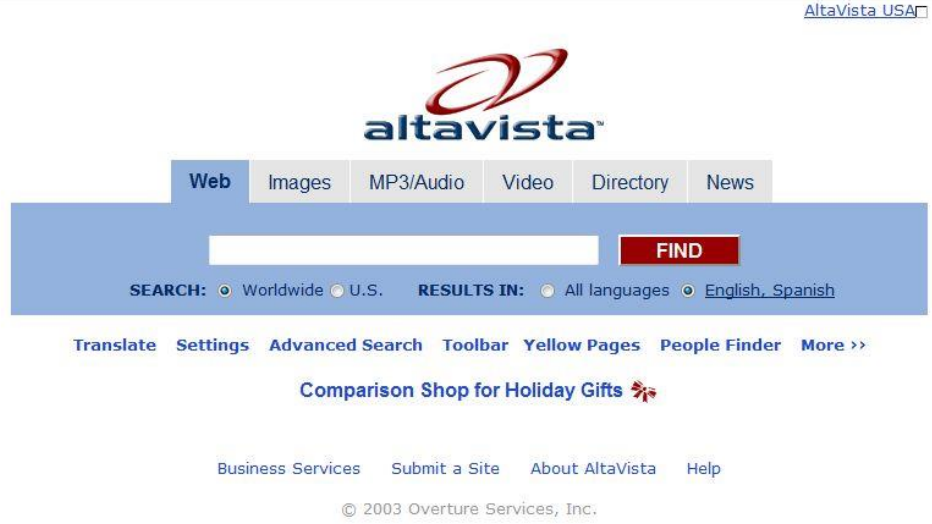 AltaVista USA
altavista™
Web Images MP3/Audio Video Directory News
FIND
SEARCH: Worldwide U.S. RESULTS IN: All languages English, Spanish
Translate Settings Advanced Search Toolbar Yellow Pages People Finder More ››
Comparison Shop for Holiday Gifts
Business Services Submit a Site About AltaVista Help
© 2003 Overture Services, Inc.